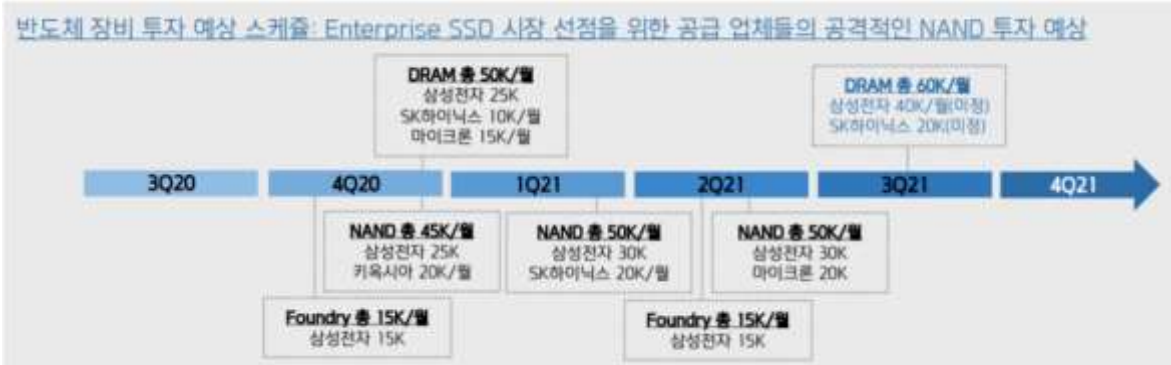 반도체 장비 투자 예상 스케쥴: Enterprise SSD 시장 선점을 위한 공급 업체들의 공격적인 NAND 투자 예상
DRAM 총 50K/월
삼성전자 25K
SK하이닉스 10K/월
마이크론 15K/월
DRAM 총 60K/월
삼성전자 40K/월(미정)
SK하이닉스 20K(미정)
3Q20
4Q20
1Q21
2Q21
3Q21
4Q21
NAND 총 45K/월
삼성전자 25K
키옥시아 20K/월
NAND 총 50K/월
삼성전자 30K
SK하이닉스 20K/월
NAND 총 50K/월
삼성전자 30K
마이크론 20K
Foundry 총 15K/월
삼성전자 15K
Foundry 총 15K/월
삼성전자 15K